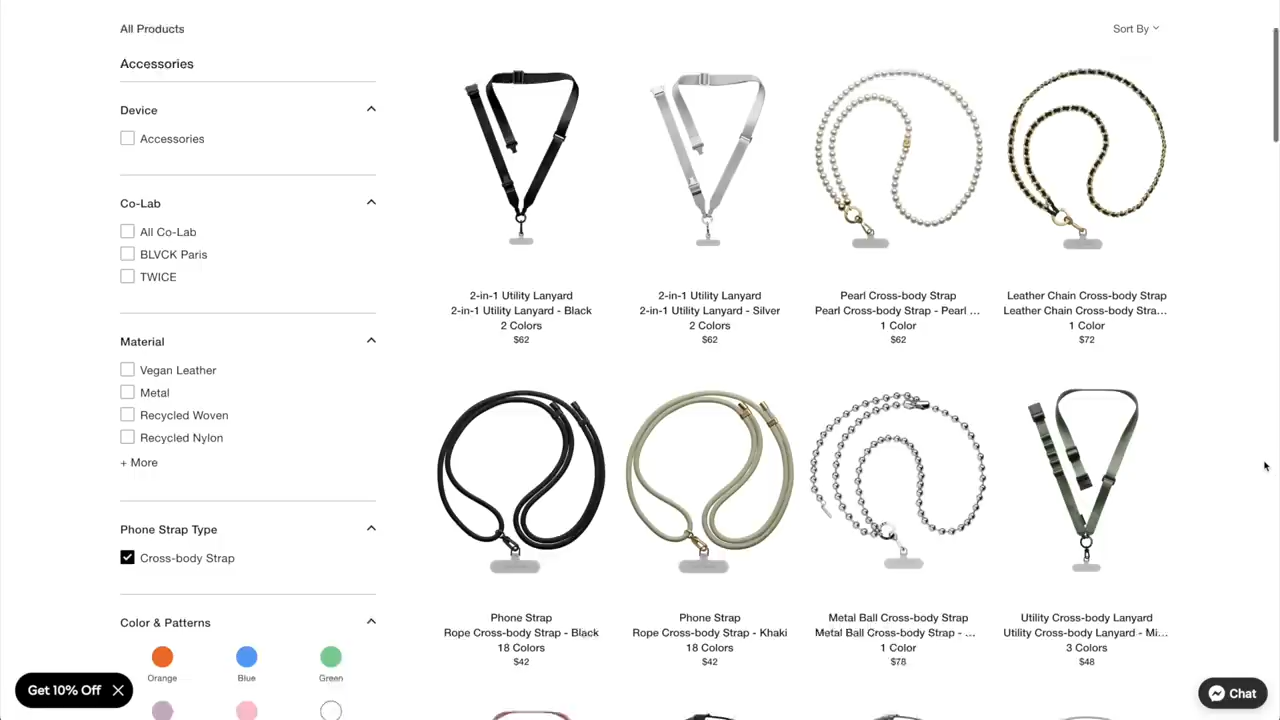 All Products
Sort By
Accessories
Device
Accessories
Co-Lab
All Co-Lab
BLVCK Paris
TWICE
Material
Vegan Leather
Metal
Recycled Woven
Recycled Nylon
+ More
Phone Strap Type
Cross-body Strap
Color & Patterns
Orange
Blue
Green
2-in-1 Utility Lanyard
2-in-1 Utility Lanyard - Black
2 Colors
$62
2-in-1 Utility Lanyard
2-in-1 Utility Lanyard - Silver
2 Colors
$62
Pearl Cross-body Strap
Pearl Cross-body Strap - Pearl ...
1 Color
$62
Leather Chain Cross-body Strap
Leather Chain Cross-body Stra...
1 Color
$72
Phone Strap
Rope Cross-body Strap - Black
18 Colors
$42
Phone Strap
Rope Cross-body Strap - Khaki
18 Colors
$42
Metal Ball Cross-body Strap
Metal Ball Cross-body Strap - ...
1 Color
$78
Utility Cross-body Lanyard
Utility Cross-body Lanyard - Mi...
3 Colors
$48
Get 10% Off
Chat